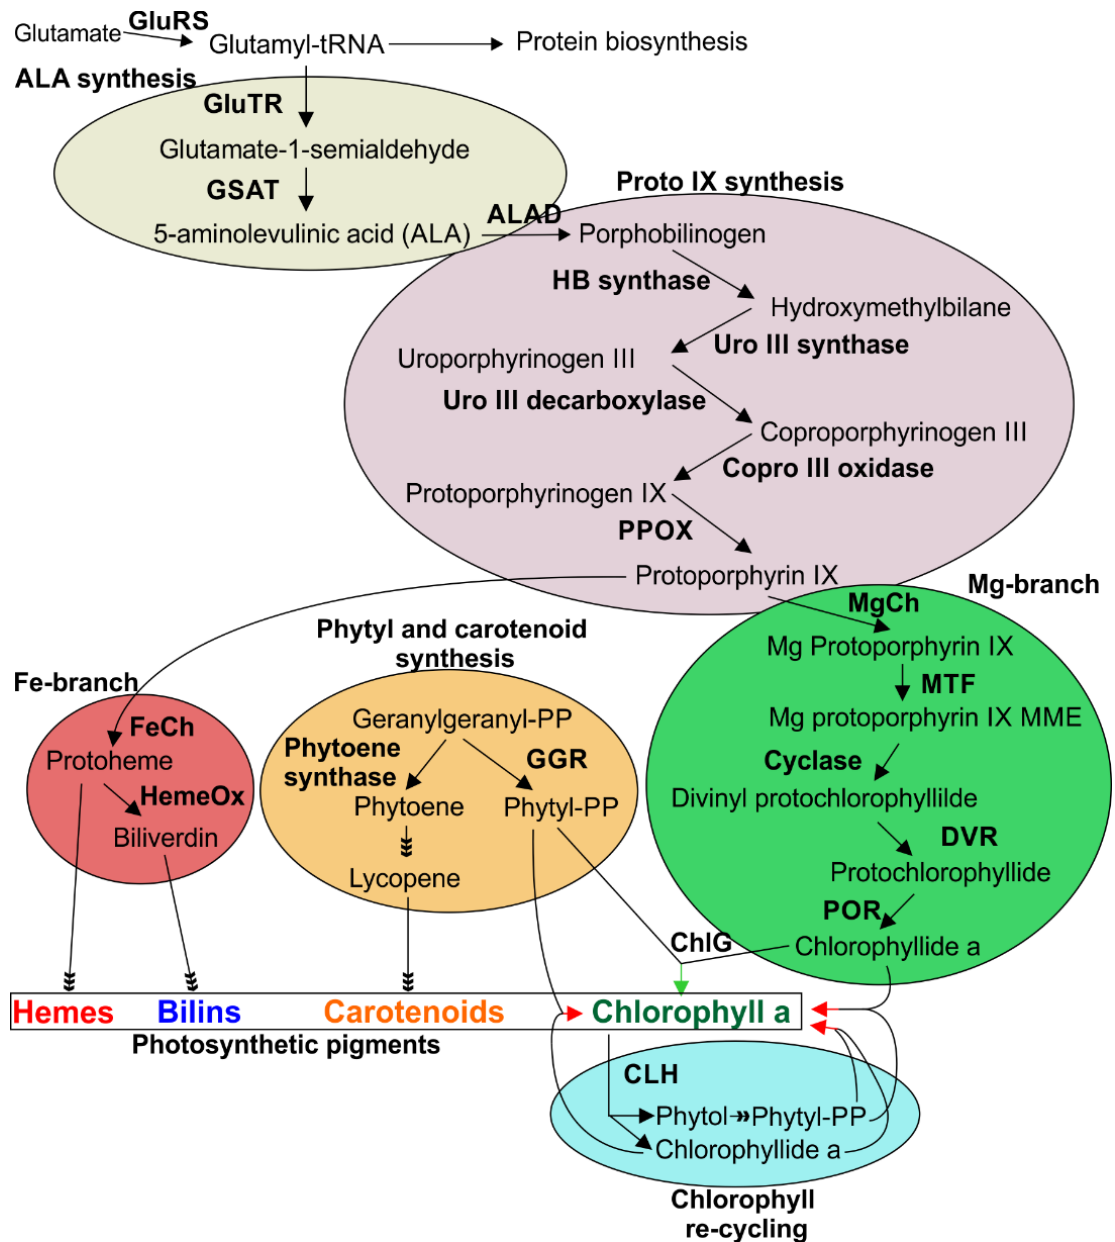 Glutamate
GluRS
Glutamyl-tRNA
Protein biosynthesis
ALA synthesis
GluTR
Glutamate-1-semialdehyde
GSAT
5-aminolevulinic acid (ALA)
ALAD
Proto IX synthesis
Porphobilinogen
HB synthase
Hydroxymethylbilane
Uro III synthase
Uroporphyrinogen III
Uro III decarboxylase
Coproporphyrinogen III
Copro III oxidase
Protoporphyrinogen IX
PPOX
Protoporphyrin IX
Mg-branch
MgCh
Mg Protoporphyrin IX
MTF
Mg protoporphyrin IX MME
Cyclase
Divinyl protochlorophyllilde
DVR
Protochlorophyllide
POR
Chlorophyllide a
ChlG
Phytyl and carotenoid
synthesis
Geranylgeranyl-PP
Phytoene
synthase
GGR
Phytoene
Phytyl-PP
Lycopene
Fe-branch
FeCh
Protoheme
HemeOx
Biliverdin
Hemes
Bilins
Carotenoids
Chlorophyll a
Photosynthetic pigments
CLH
Phytol
Phytyl-PP
Chlorophyllide a
Chlorophyll
re-cycling